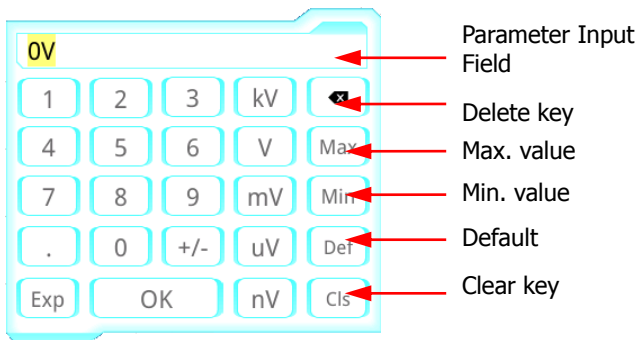 0V
Parameter Input
Field
1 2 3 kV
Delete key
4 5 6 V Max
Max. value
7 8 9 mV Min
Min. value
. 0 +/- uV Def
Default
Exp OK nV Cls
Clear key